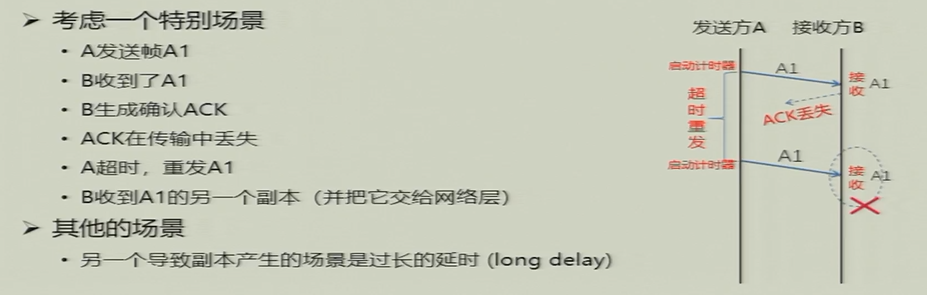 ➢ 考虑一个特别场景
• A发送帧A1
• B收到了A1
• B生成确认ACK
• ACK在传输中丢失
• A超时，重发A1
• B收到A1的另一个副本（并把它交给网络层）
➢ 其他的场景
• 另一个导致副本产生的场景是过长的延时 (long delay)
发送方A 接收方B
启动计时器
A1
接收
A1
超时重发
ACK丢失
启动计时器
A1
接收
A1